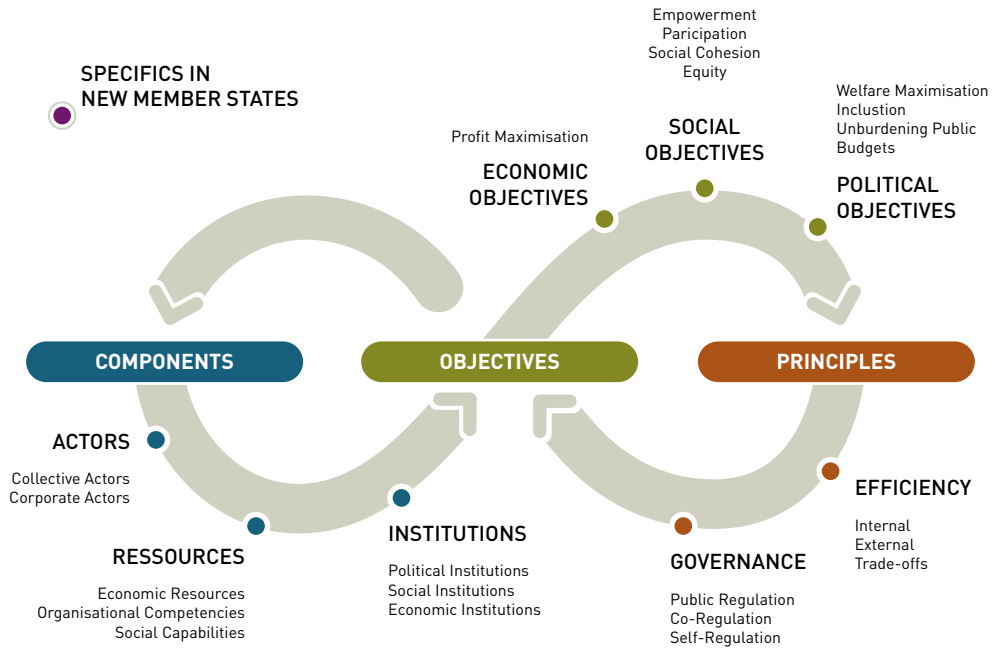 SPECIFICS IN
NEW MEMBER STATES
Empowerment
Paricipation
Social Cohesion
Equity
SOCIAL
OBJECTIVES
Profit Maximisation
ECONOMIC
OBJECTIVES
Welfare Maximisation
Inclustion
Unburdening Public
Budgets
POLITICAL
OBJECTIVES
COMPONENTS
OBJECTIVES
PRINCIPLES
ACTORS
Collective Actors
Corporate Actors
RESSOURCES
Economic Resources
Organisational Competencies
Social Capabilities
INSTITUTIONS
Political Institutions
Social Institutions
Economic Institutions
GOVERNANCE
Public Regulation
Co-Regulation
Self-Regulation
EFFICIENCY
Internal
External
Trade-offs